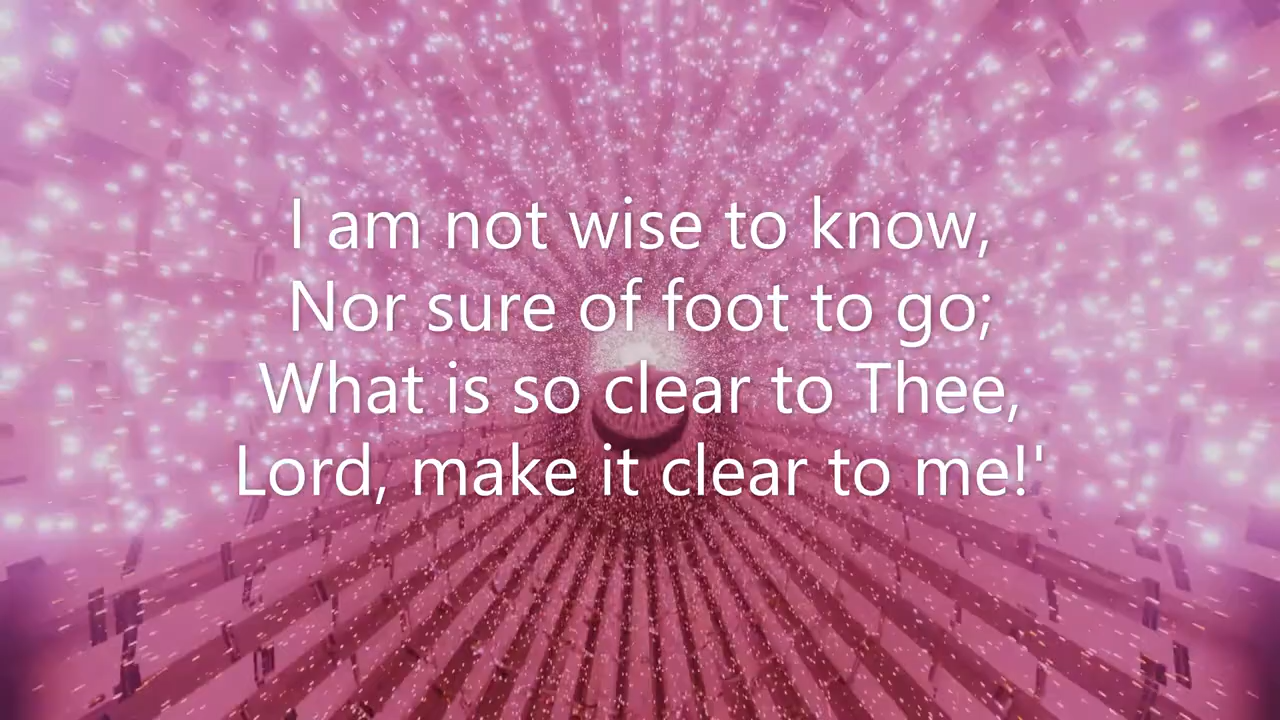 I am not wise to know,
Nor sure of foot to go;
What is so clear to Thee,
Lord, make it clear to me!'